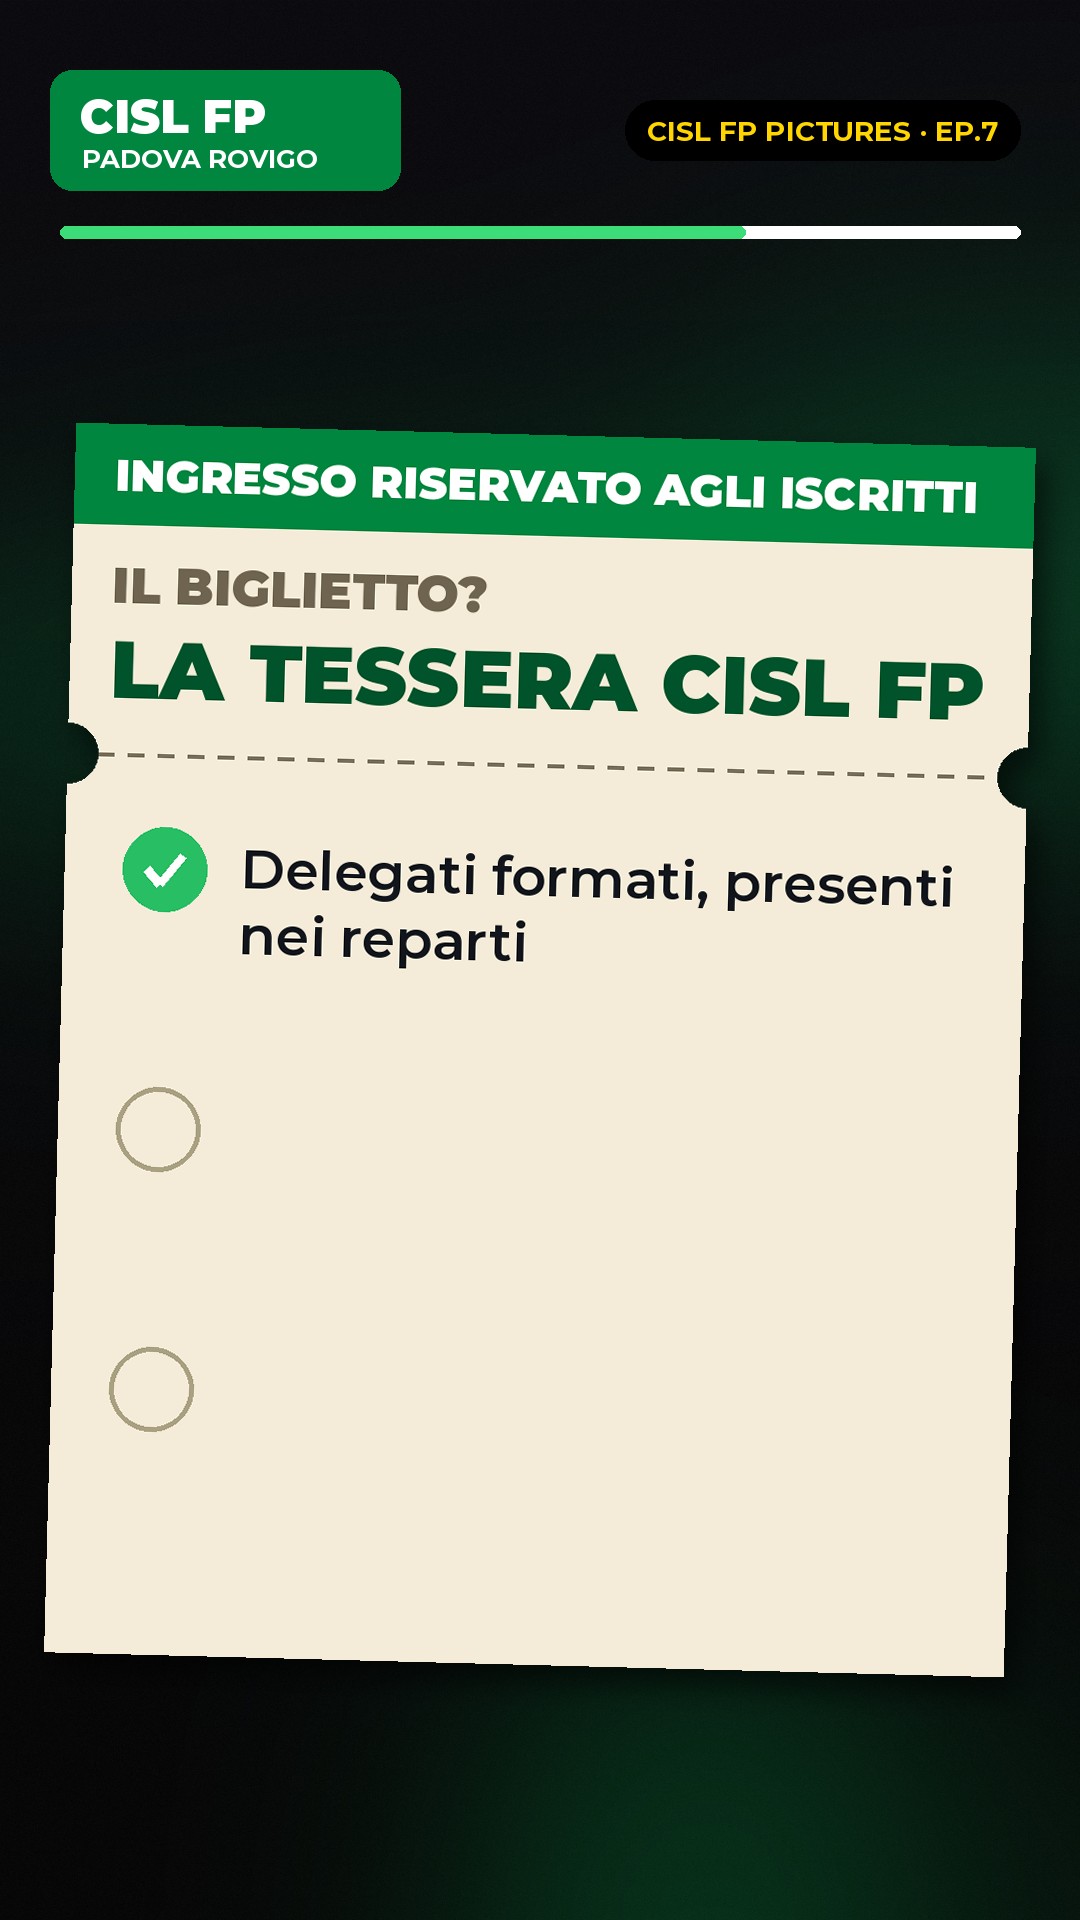 CISL FP
PADOVA ROVIGO
CISL FP PICTURES · EP.7
INGRESSO RISERVATO AGLI ISCRITTI
IL BIGLIETTO?
LA TESSERA CISL FP
Delegati formati, presenti
nei reparti